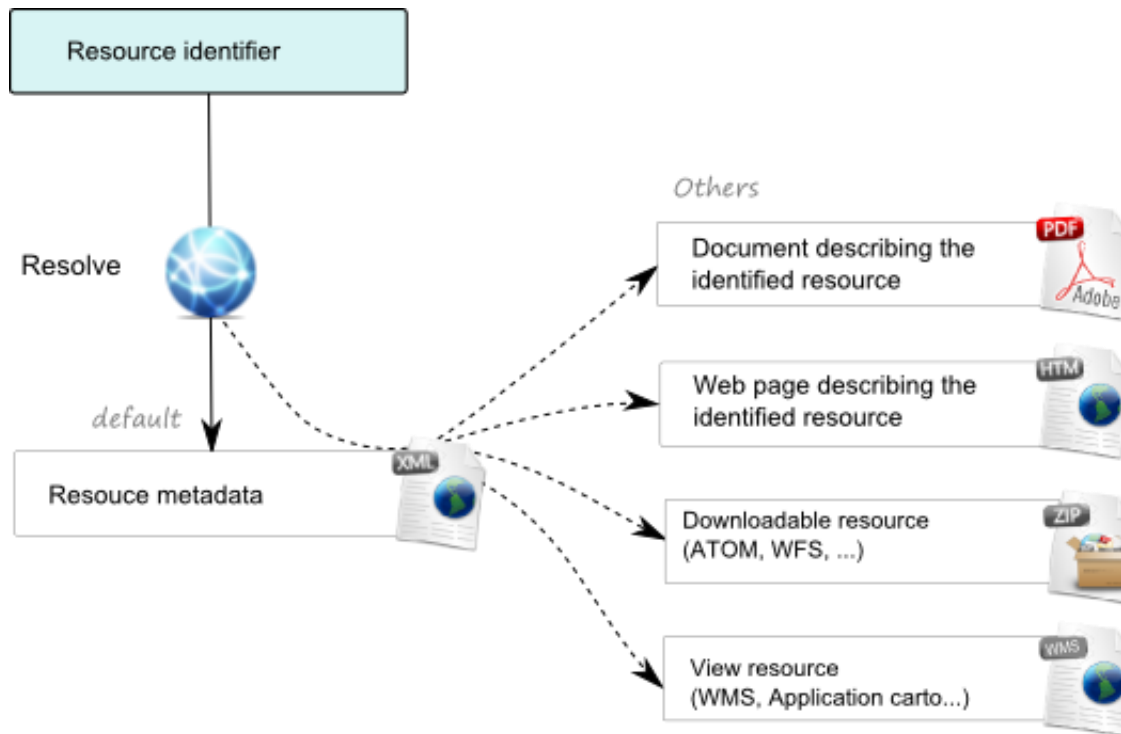 Resource identifier
Resolve
default
Resouce metadata
XML
Others
Document describing the
identified resource
PDF
Adobe
Web page describing the
identified resource
HTM
Downloadable resource
(ATOM, WFS, ...)
ZIP
View resource
(WMS, Application carto...)
WMS